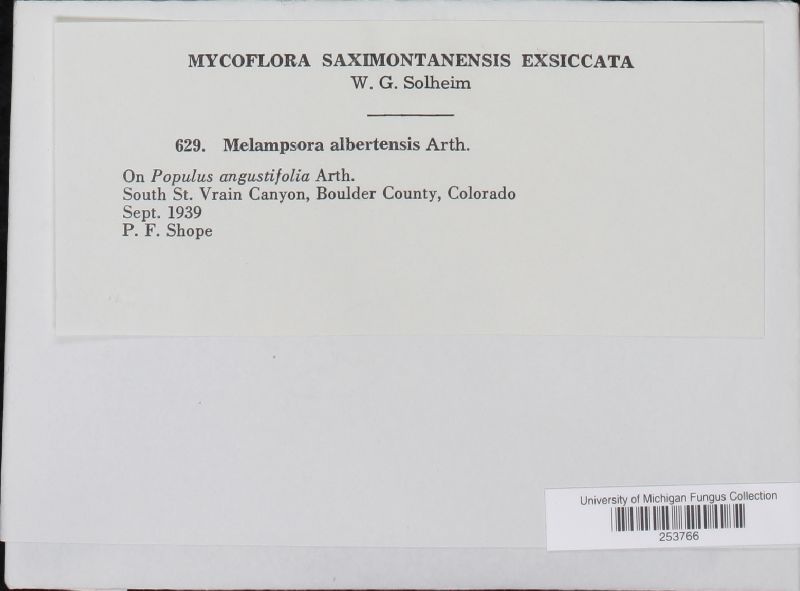 MYCOFLORA SAXIMONTANENSIS EXSICCATA
W. G. Solheim
629. Melampsora albertensis Arth.
On Populus angustifolia Arth.
South St. Vrain Canyon, Boulder County, Colorado
Sept. 1939
P. F. Shope
University of Michigan Fungus Collection
253766